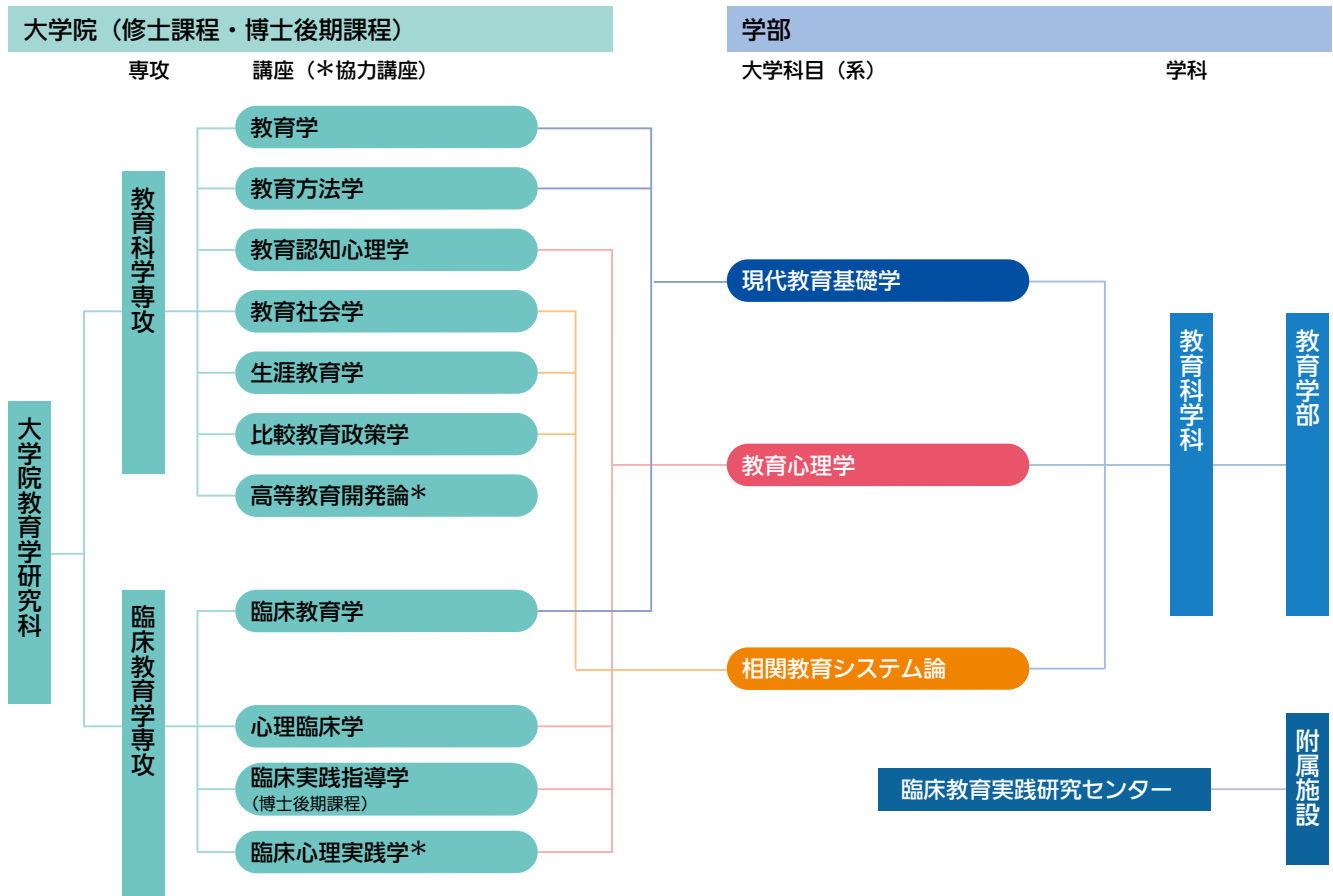 大学院（修士課程・博士後期課程）
学部
専攻
講座（＊協力講座）
大学科目（系）
学科
大学院教育学研究科
教育科学専攻
教育学
教育方法学
教育認知心理学
教育社会学
生涯教育学
比較教育政策学
高等教育開発論＊
臨床教育学専攻
臨床教育学
心理臨床学
臨床実践指導学
（博士後期課程）
臨床心理実践学＊
現代教育基礎学
教育心理学
相関教育システム論
教育科学科
教育学部
臨床教育実践研究センター
附属施設